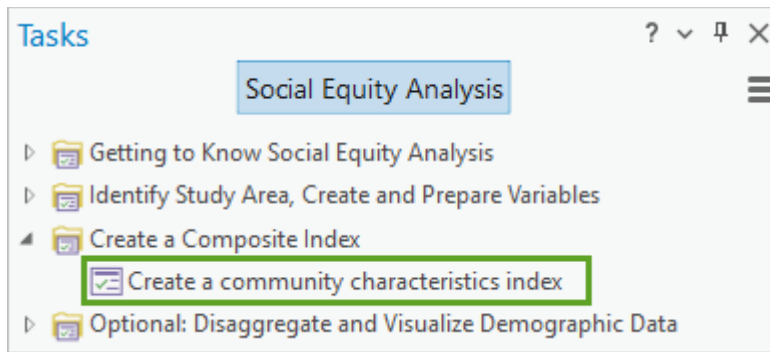 Tasks
?
Social Equity Analysis
Getting to Know Social Equity Analysis
Identify Study Area, Create and Prepare Variables
Create a Composite Index
Create a community characteristics index
Optional: Disaggregate and Visualize Demographic Data